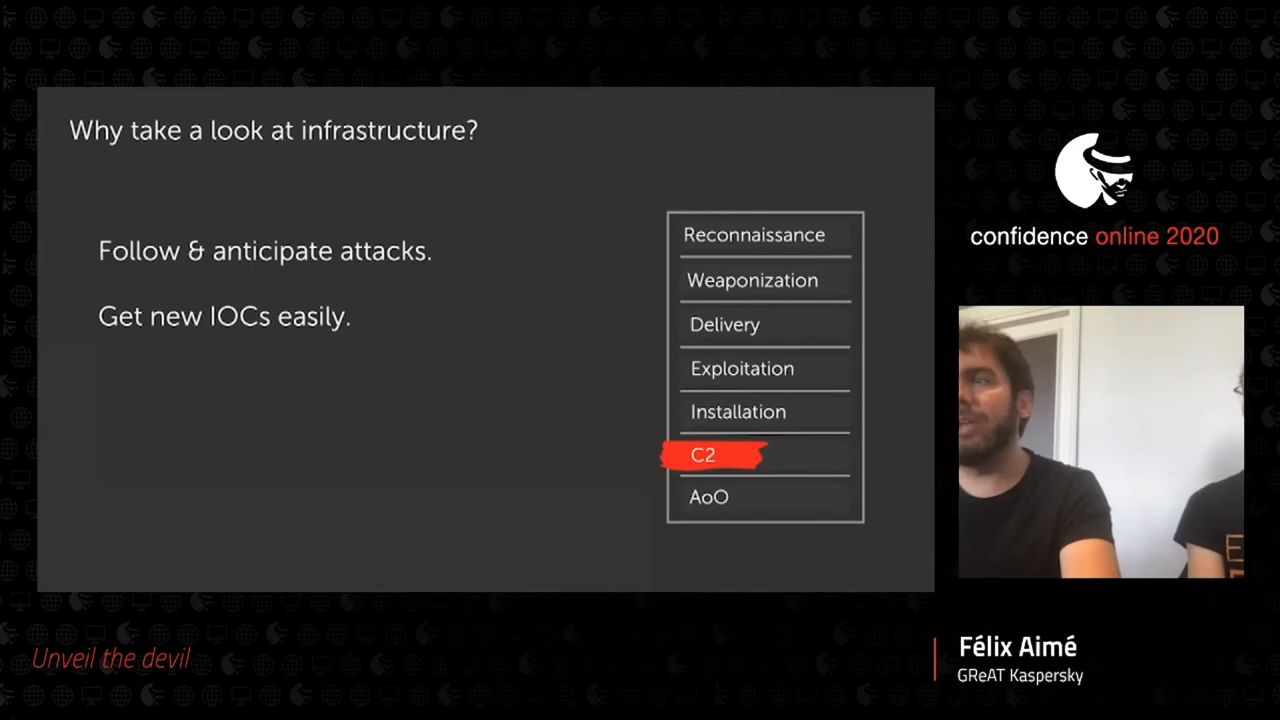 Why take a look at infrastructure?
Follow & anticipate attacks.
Get new IOCs easily.
Reconnaissance
Weaponization
Delivery
Exploitation
Installation
C2
AoO
confidence online 2020
Unveil the devil
Félix Aimé
GReAT Kaspersky